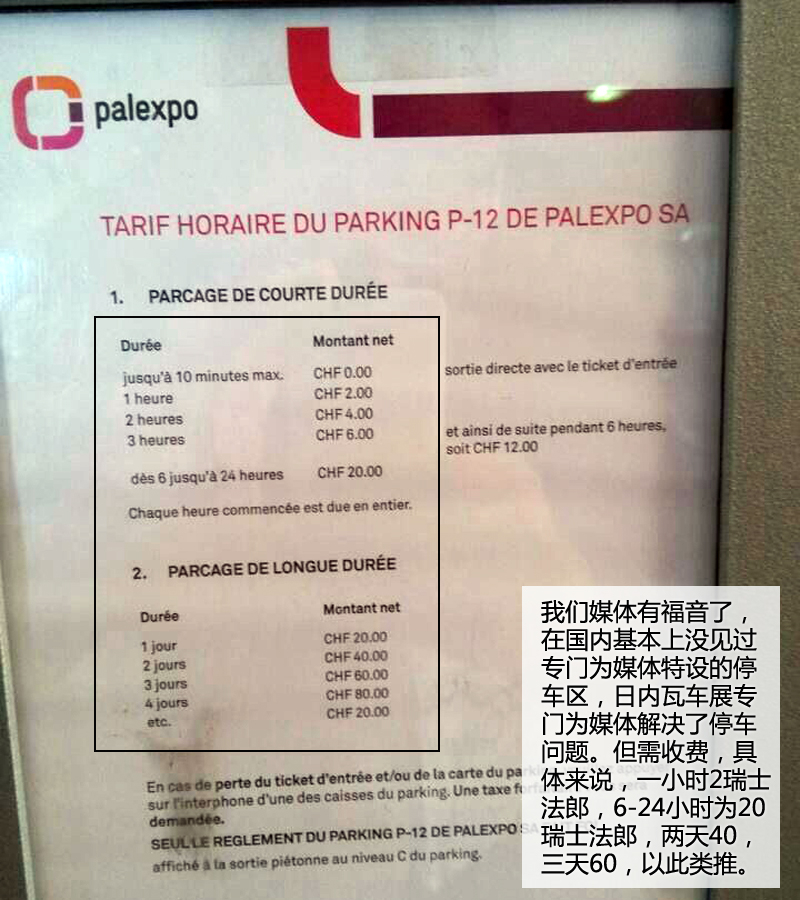 palexpo
TARIF HORAIRE DU PARKING P-12 DE PALEXPO SA
1. PARCAGE DE COURTE DURÉE
Durée Montant net
jusqu'à 10 minutes max. CHF 0.00 sortie directe avec le ticket d'entrée
1 heure CHF 2.00
2 heures CHF 4.00
3 heures CHF 6.00 et ainsi de suite pendant 6 heures,
soit CHF 12.00
dès 6 jusqu'à 24 heures CHF 20.00
Chaque heure commencée est due en entier.
2. PARCAGE DE LONGUE DURÉE
Durée Montant net
1 jour CHF 20.00
2 jours CHF 40.00
3 jours CHF 60.00
4 jours CHF 80.00
etc. CHF 20.00
En cas de perte du ticket d'entrée et/ou de la carte du
sur l'interphone d'une des caisses du parking. Une taxe
demandée.
SEUL LE REGLEMENT DU PARKING P-12 DE PALEXPO
affiché à la sortie piétonne au niveau C du parking.
我们媒体有福音了，
在国内基本上没见过
专门为媒体特设的停
车区，日内瓦车展专
门为媒体解决了停车
问题。但需收费，具
体来说，一小时2瑞士
法郎，6-24小时为20
瑞士法郎，两天40，
三天60，以此类推。